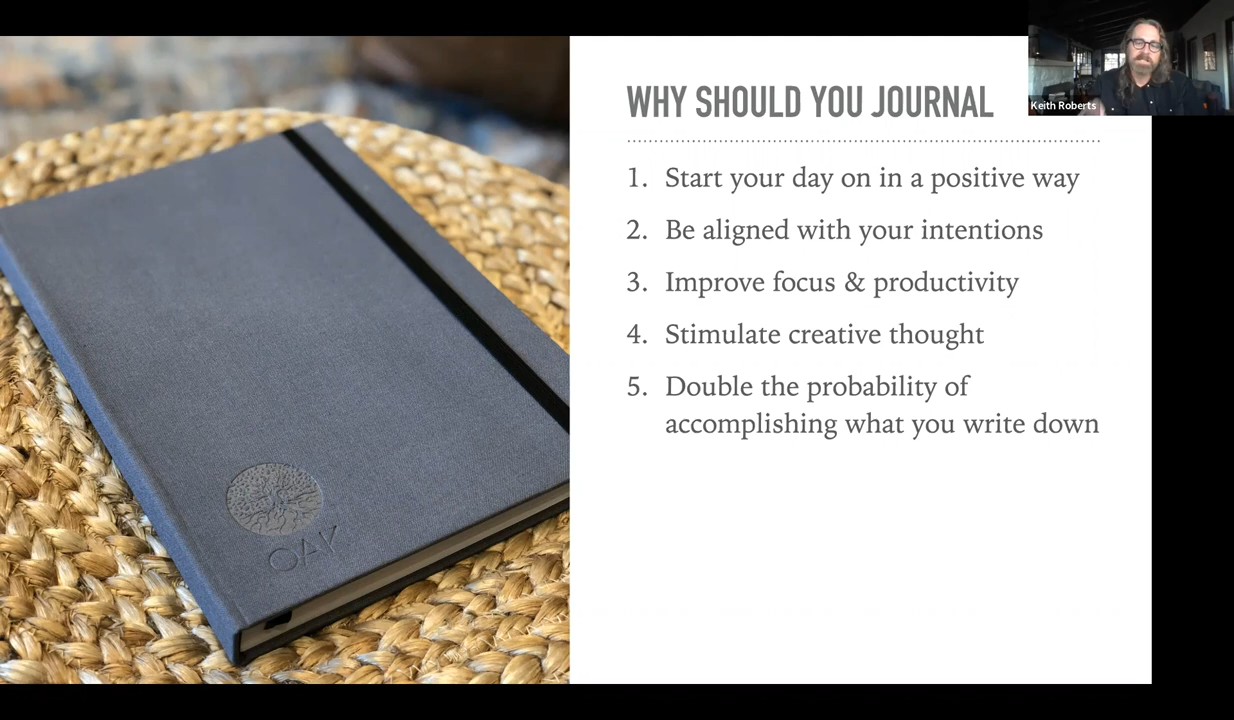 WHY SHOULD YOU JOURNAL
Keith Roberts
1. Start your day on in a positive way
2. Be aligned with your intentions
3. Improve focus & productivity
4. Stimulate creative thought
5. Double the probability of
accomplishing what you write down
OAK